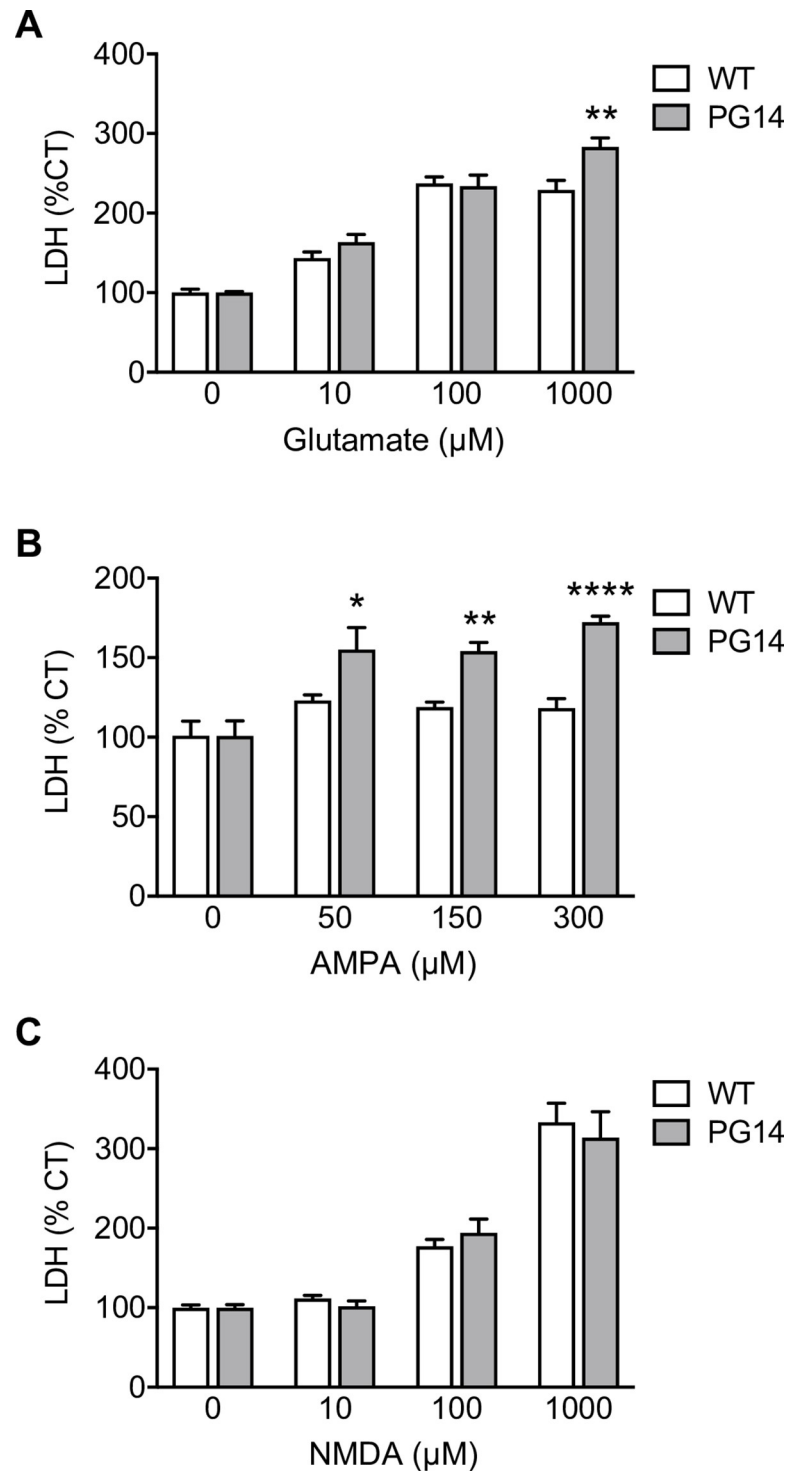 A
400
300
200
100
0
LDH (%CT)
**
WT
PG14
0 10 100 1000
Glutamate (µM)
B
200
150
100
50
0
LDH (% CT)
* ** ****
WT
PG14
0 50 150 300
AMPA (µM)
C
400
300
200
100
0
LDH (% CT)
WT
PG14
0 10 100 1000
NMDA (µM)